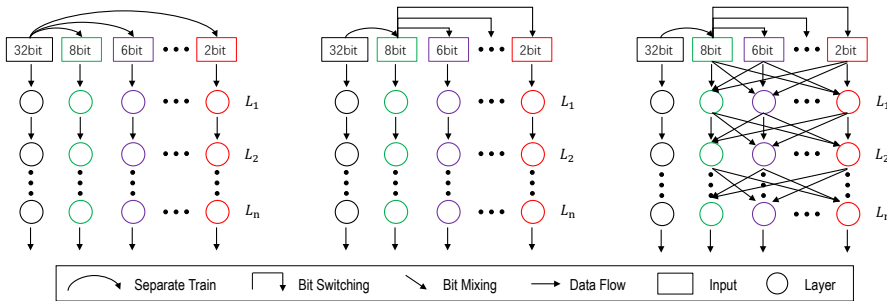 32bit 8bit 6bit ••• 2bit 32bit 8bit 6bit ••• 2bit 32bit 8bit 6bit ••• 2bit
••• L₁ ••• L₁ ••• L₁
••• L₂ ••• L₂ ••• L₂
••• Lₙ ••• Lₙ ••• Lₙ
Separate Train Bit Switching Bit Mixing Data Flow Input Layer